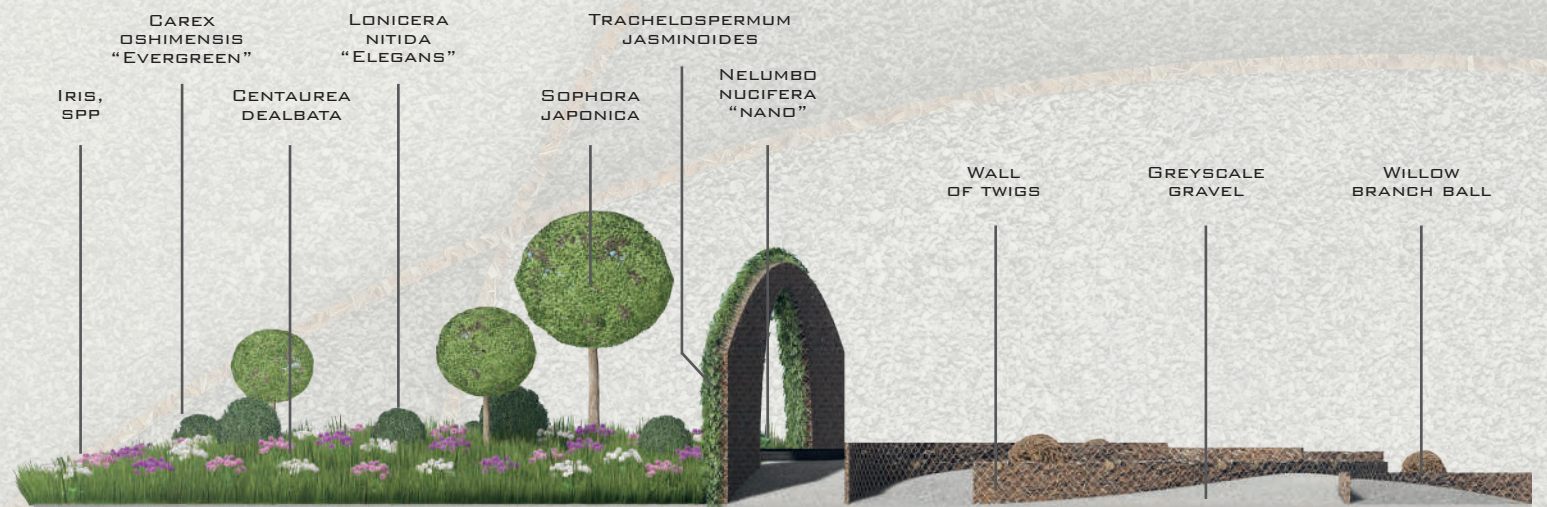 Carex
oshimensis
“Evergreen”
Lonicera
nitida
“Elegans”
Trachelospermum
jasminoides
Iris,
spp
Centaurea
dealbata
Sophora
japonica
Nelumbo
nucifera
“nano”
Wall
of twigs
Greyscale
gravel
Willow
branch ball